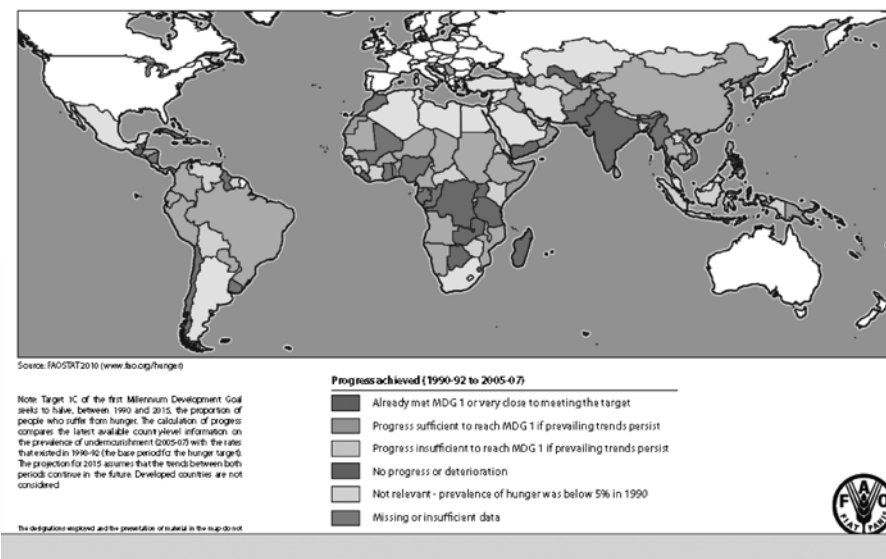 Source: FAOSTAT 2010 (www.fao.org/hunger)
Progress achieved (1990-92 to 2005-07)
Already met MDG 1 or very close to meeting the target
Progress sufficient to reach MDG 1 if prevailing trends persist
Progress insufficient to reach MDG 1 if prevailing trends persist
No progress or deterioration
Not relevant - prevalence of hunger was below 5% in 1990
Missing or insufficient data
Note: Target 1C of the first Millennium Development Goal
seeks to halve, between 1990 and 2015, the proportion of
people who suffer from hunger. The calculation of progress
compares the latest available country-level information on
the prevalence of undernourishment (2005-07) with the rates
that existed in 1990-92 (the base period for the hunger target).
The projection for 2015 assumes that the trends between both
periods continue in the future. Developed countries are not
considered
The designations employed and the presentation of material in the map do not
F A O
FIAT PANIS